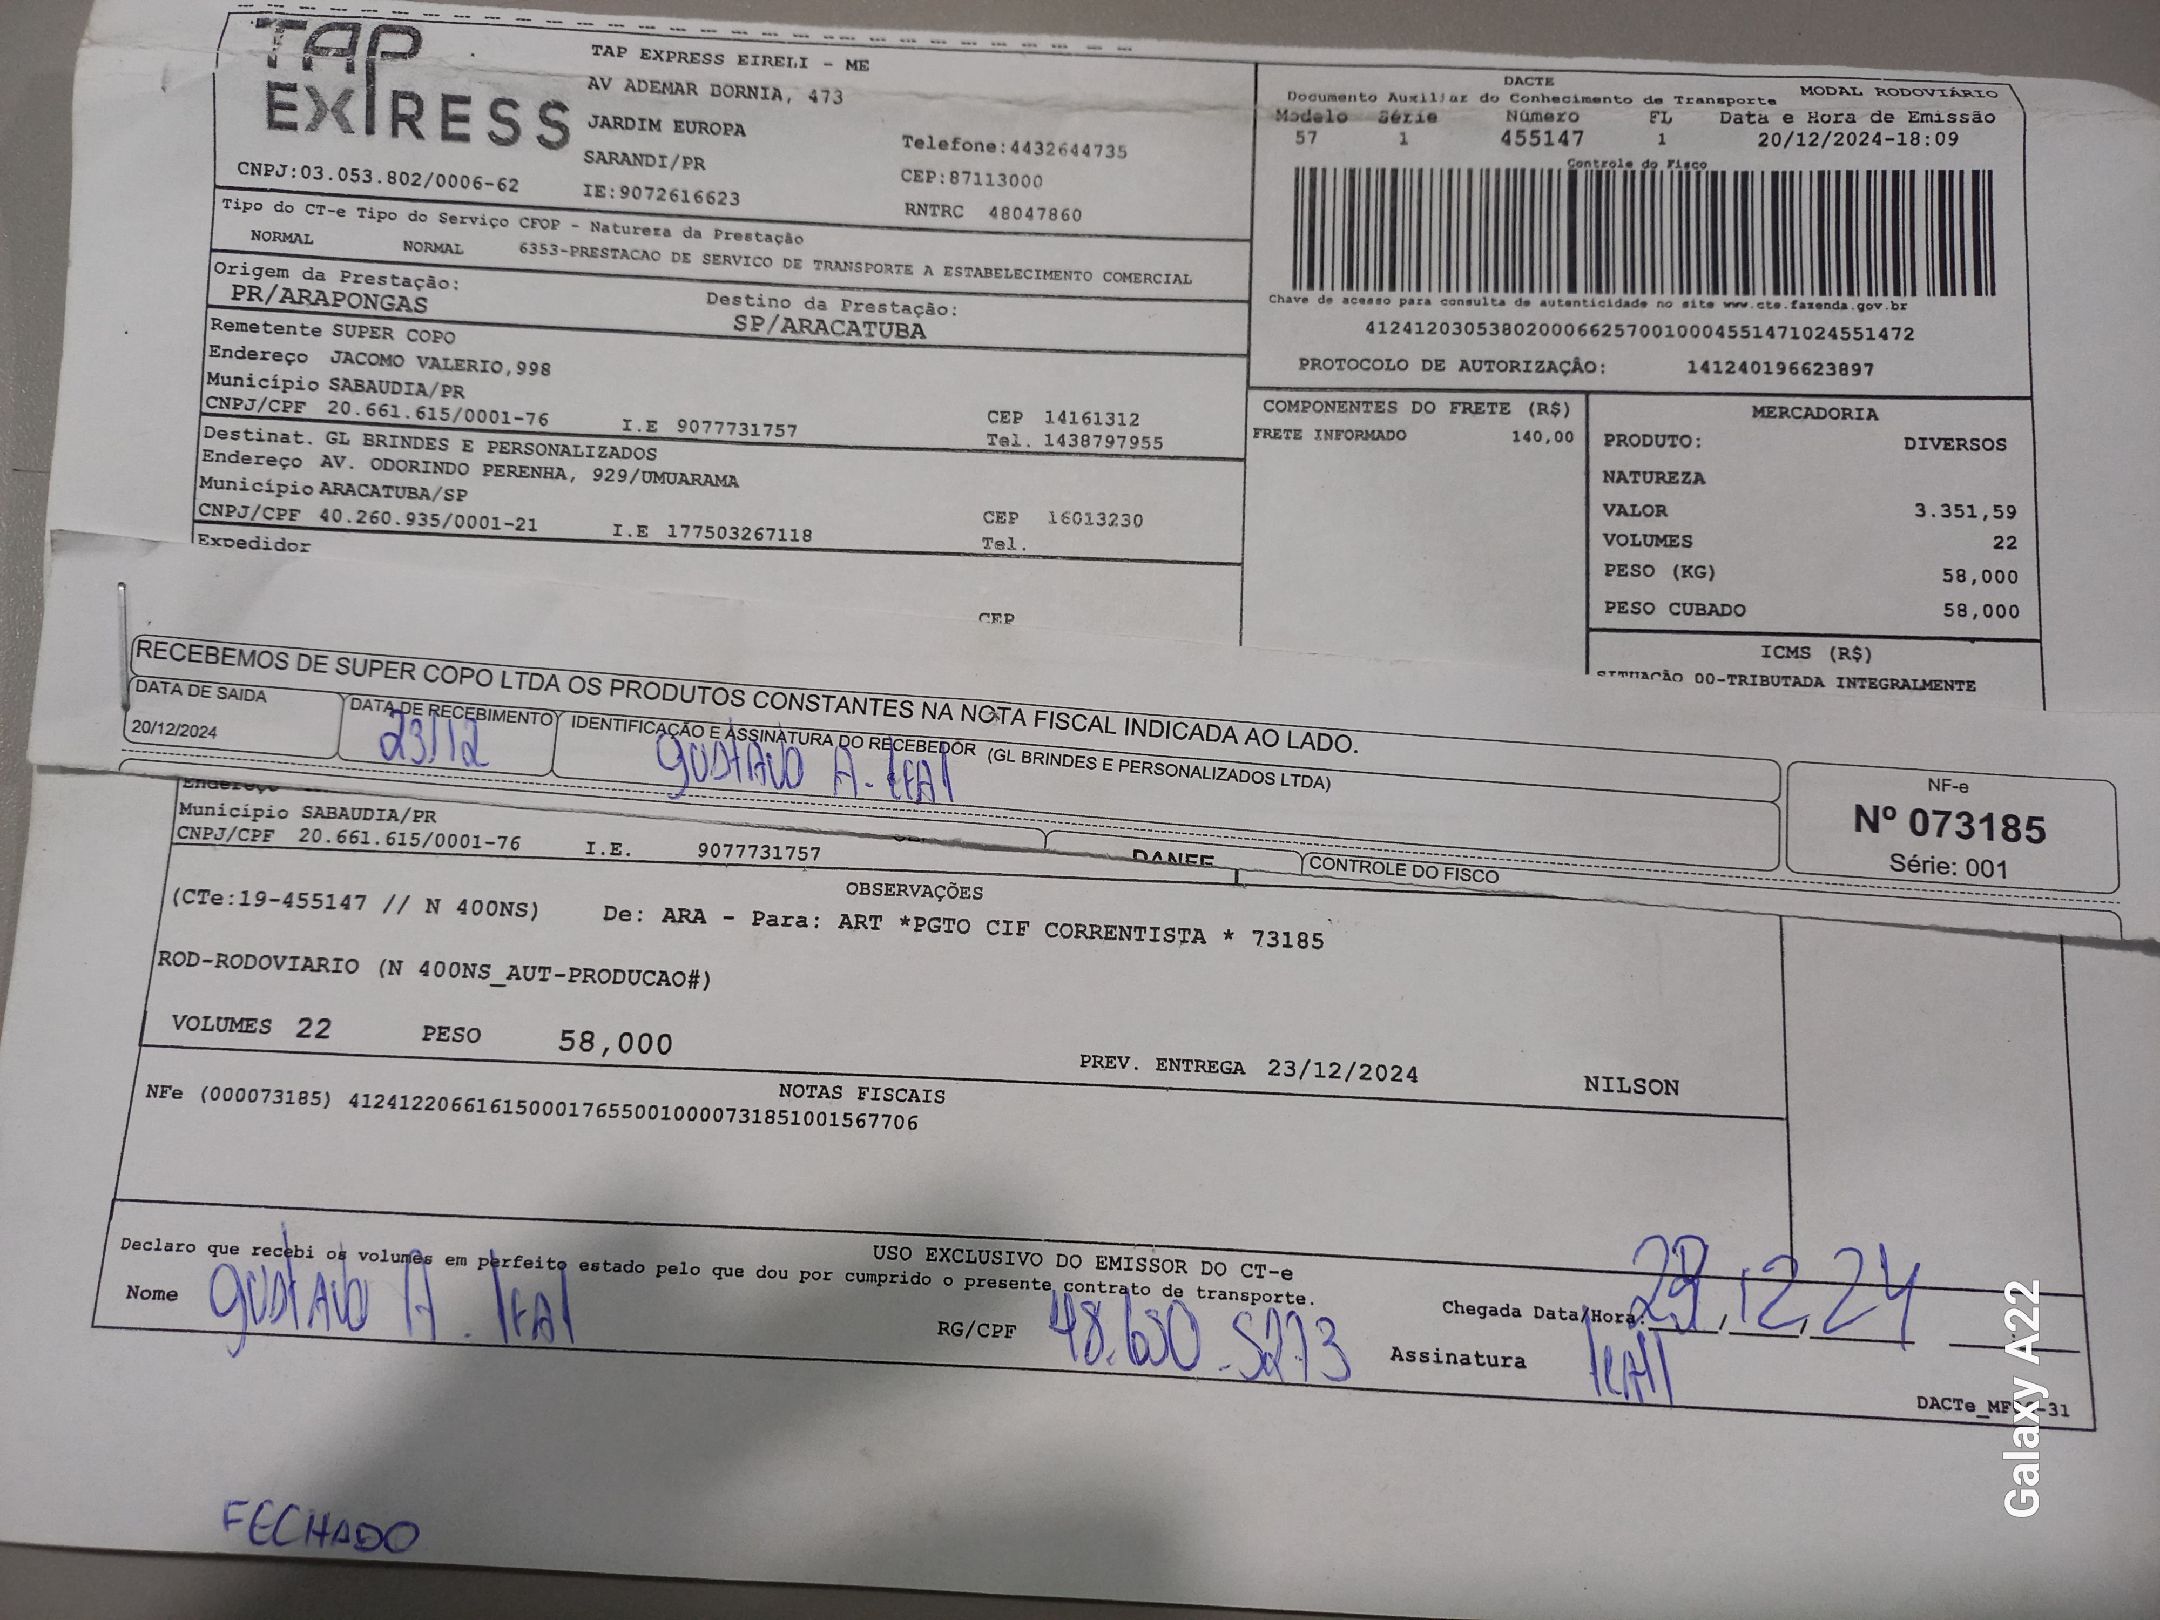 TAP EXPRESS
TAP EXPRESS EIRELI - ME
AV ADEMAR BORNIA, 473
JARDIM EUROPA
Telefone:4432644735
SARANDI/PR
CEP:87113000
CNPJ:03.053.802/0006-62
IE:9072616623
RNTRC 48047860
DACTE
MODAL RODOVIÁRIO
Documento Auxiliar do Conhecimento de Transporte
Modelo Série Número FL Data e Hora de Emissão
57 1 455147 1 20/12/2024-18:09
Controle do Fisco
Chave de acesso para consulta de autenticidade no site www.cte.fazenda.gov.br
41241203053802000662570010004551471024551472
PROTOCOLO DE AUTORIZAÇÃO: 141240196623897
Tipo do CT-e Tipo do Serviço CFOP - Natureza da Prestação
NORMAL NORMAL 6353-PRESTACAO DE SERVICO DE TRANSPORTE A ESTABELECIMENTO COMERCIAL
Origem da Prestação: Destino da Prestação:
PR/ARAPONGAS SP/ARACATUBA
Remetente SUPER COPO
Endereço JACOMO VALERIO,998
Município SABAUDIA/PR
CNPJ/CPF 20.661.615/0001-76 I.E 9077731757 CEP 14161312
Tel. 1438797955
Destinat. GL BRINDES E PERSONALIZADOS
Endereço AV. ODORINDO PERENHA, 929/UMUARAMA
Município ARACATUBA/SP
CNPJ/CPF 40.260.935/0001-21 I.E 177503267118 CEP 16013230
Tel.
Expedidor
CEP
COMPONENTES DO FRETE (R$)
FRETE INFORMADO 140,00
MERCADORIA
PRODUTO: DIVERSOS
NATUREZA
VALOR 3.351,59
VOLUMES 22
PESO (KG) 58,000
PESO CUBADO 58,000
ICMS (R$)
SITUAÇÃO 00-TRIBUTADA INTEGRALMENTE
RECEBEMOS DE SUPER COPO LTDA OS PRODUTOS CONSTANTES NA NOTA FISCAL INDICADA AO LADO.
DATA DE SAIDA DATA DE RECEBIMENTO IDENTIFICAÇÃO E ASSINATURA DO RECEBEDOR (GL BRINDES E PERSONALIZADOS LTDA)
20/12/2024 23/12 GUSTAVO A. LEAL
NF-e
Nº 073185
Série: 001
DANFE
CONTROLE DO FISCO
Endereço
Município SABAUDIA/PR
CNPJ/CPF 20.661.615/0001-76 I.E. 9077731757
OBSERVAÇÕES
(CTe:19-455147 // N 400NS) De: ARA - Para: ART *PGTO CIF CORRENTISTA * 73185
ROD-RODOVIARIO (N 400NS_AUT-PRODUCAO#)
VOLUMES 22 PESO 58,000
PREV. ENTREGA 23/12/2024 NILSON
NOTAS FISCAIS
NFe (000073185) 41241220661615000176550010000731851001567706
USO EXCLUSIVO DO EMISSOR DO CT-e
Declaro que recebi os volumes em perfeito estado pelo que dou por cumprido o presente contrato de transporte.
Nome GUSTAVO A. LEAL
RG/CPF 48.680.5273
Chegada Data/Hora: 23,12,24
Assinatura LEAL
FECHADO
Galaxy A22